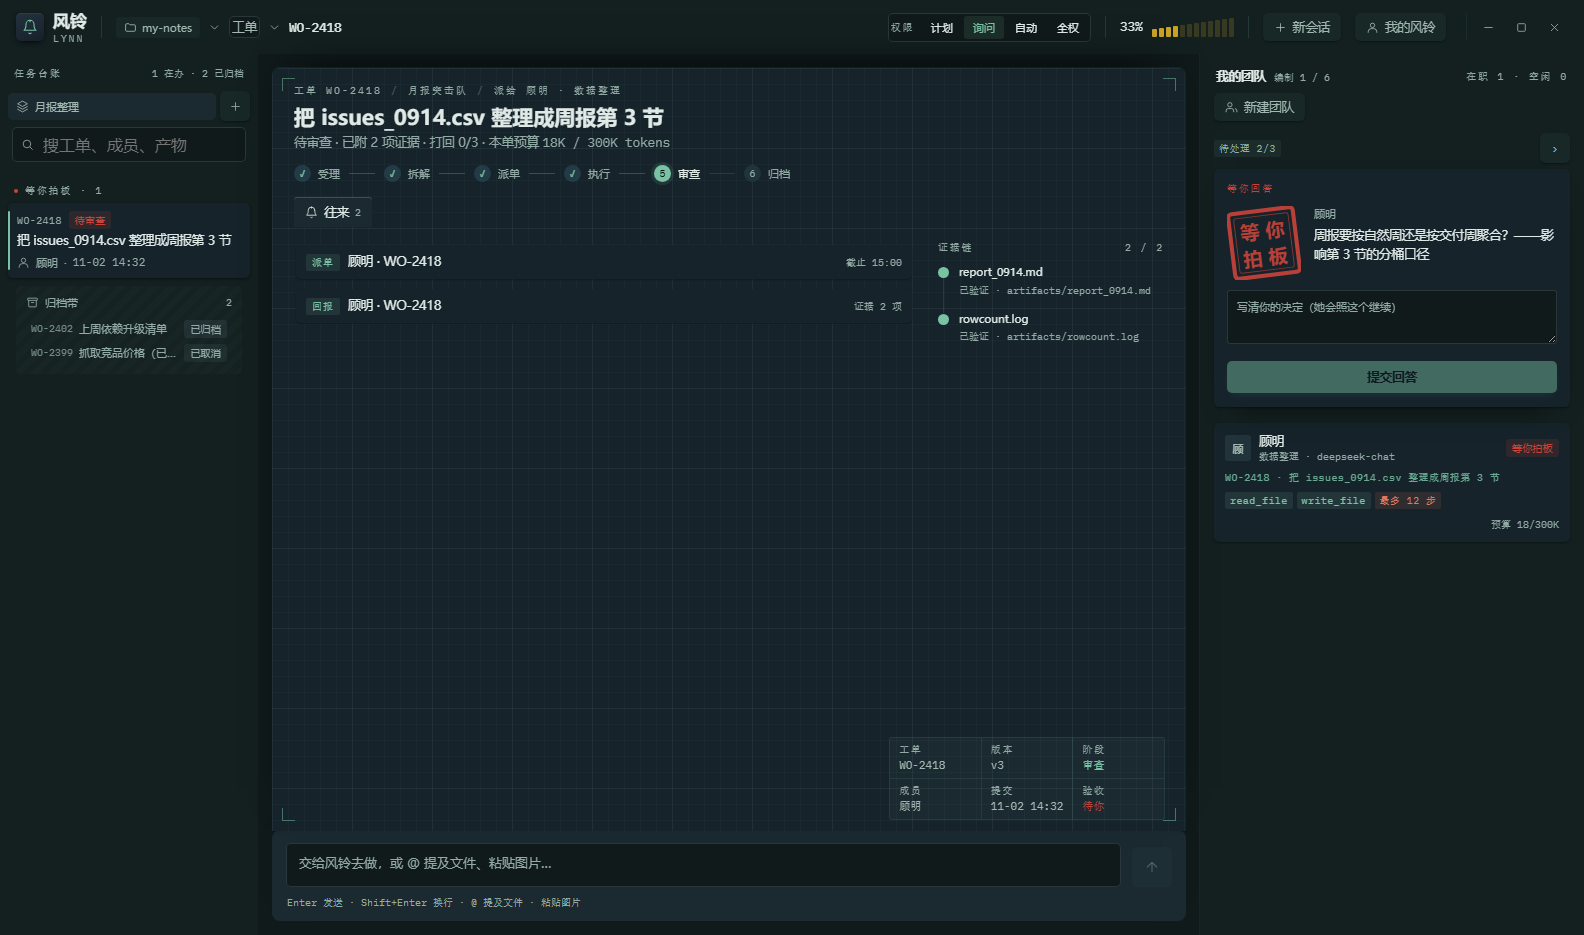 风铃
LYNN
my-notes
工单
WO-2418
权限 计划 询问 自动 全权
33%
新会话
我的风铃
任务台账 1 在办 · 2 已归档
月报整理
搜工单、成员、产物
等你拍板 · 1
WO-2418 待审查
把 issues_0914.csv 整理成周报第 3 节
顾明 · 11-02 14:32
归档带 2
WO-2402 上周依赖升级清单 已归档
WO-2399 抓取竞品价格（已… 已取消
工单 WO-2418 / 月报突击队 / 派给 顾明 · 数据整理
把 issues_0914.csv 整理成周报第 3 节
待审查 · 已附 2 项证据 · 打回 0/3 · 本单预算 18K / 300K tokens
受理 拆解 派单 执行 5 审查 6 归档
往来 2
派单 顾明 · WO-2418 截止 15:00
回报 顾明 · WO-2418 证据 2 项
证据链 2 / 2
report_0914.md
已验证 · artifacts/report_0914.md
rowcount.log
已验证 · artifacts/rowcount.log
工单 版本 阶段
WO-2418 v3 审查
成员 提交 验收
顾明 11-02 14:32 待你
交给风铃去做，或 @ 提及文件、粘贴图片…
Enter 发送 · Shift+Enter 换行 · @ 提及文件 · 粘贴图片
我的团队 编制 1 / 6 在职 1 · 空闲 0
新建团队
待处理 2/3
等你回答
等你
拍板
顾明
周报要按自然周还是按交付周聚合？——影
响第 3 节的分桶口径
写清你的决定（她会照这个继续）
提交回答
顾 顾明 等你拍板
数据整理 · deepseek-chat
WO-2418 · 把 issues_0914.csv 整理成周报第 3 节
read_file write_file 最多 12 步
预算 18/300K